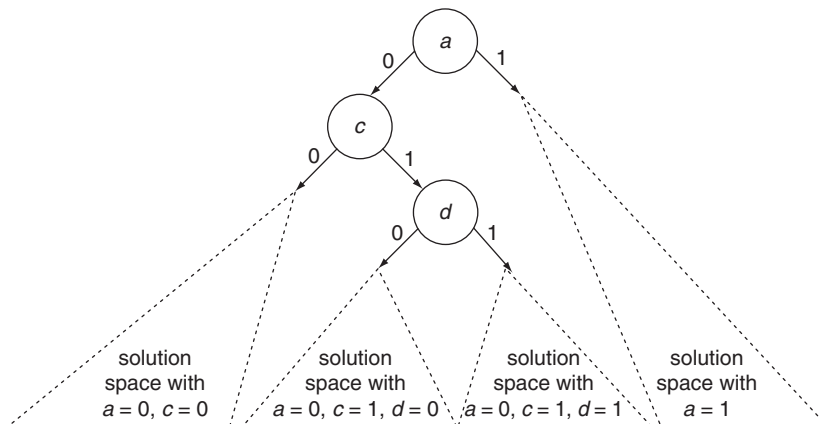 a
0 1
c
0 1
d
0 1
solution
space with
a = 0, c = 0
solution
space with
a = 0, c = 1, d = 0
solution
space with
a = 0, c = 1, d = 1
solution
space with
a = 1